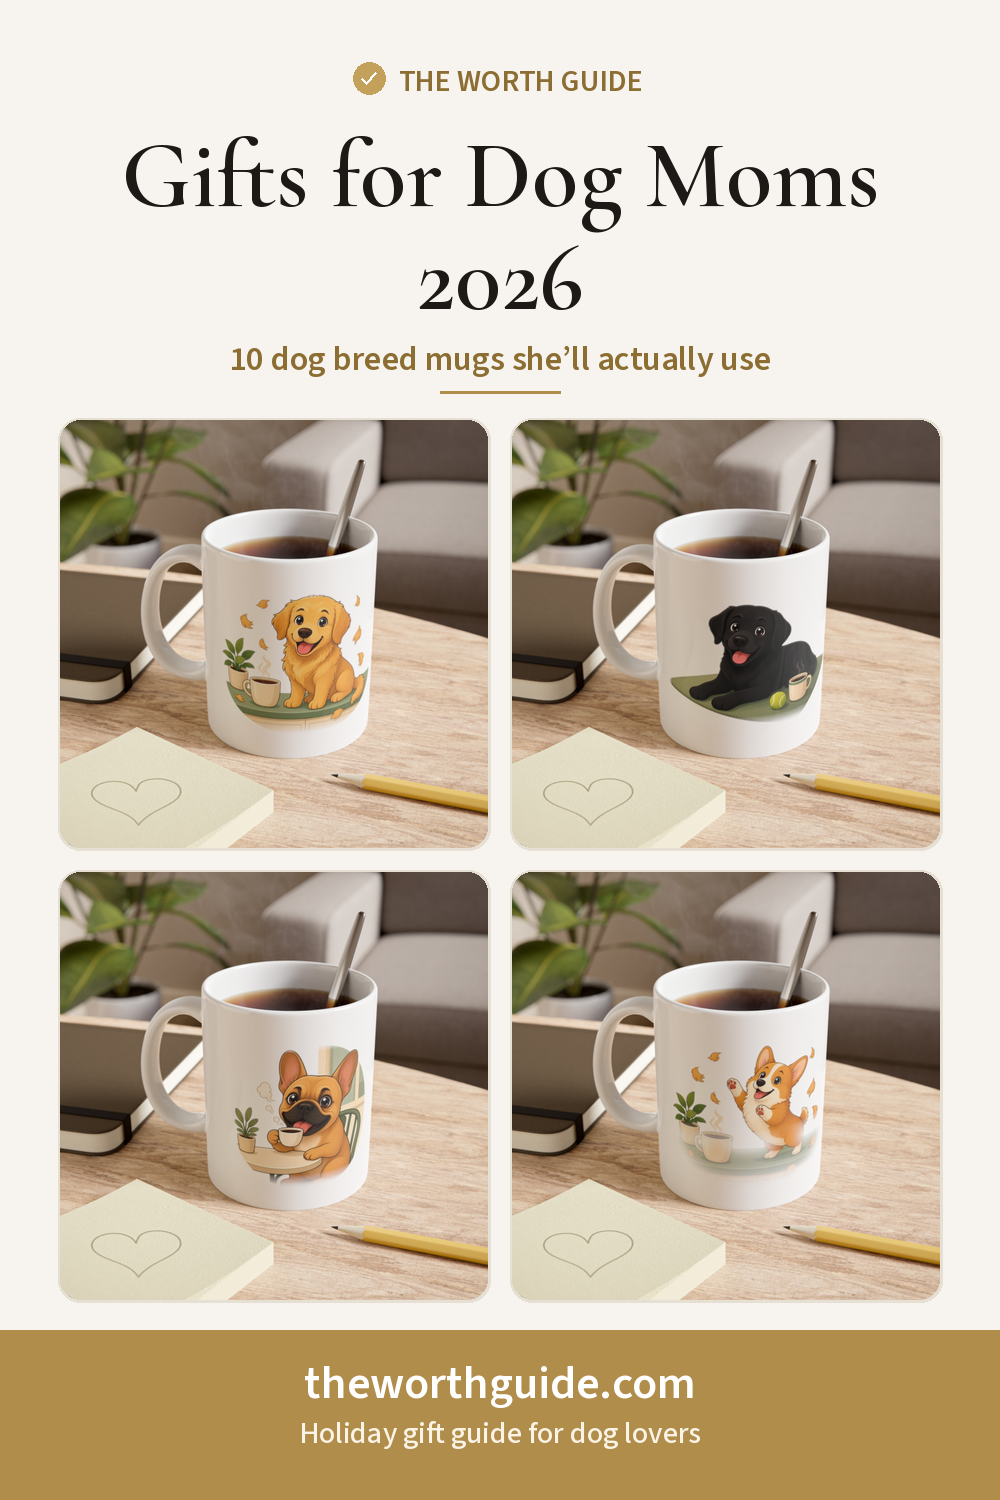 THE WORTH GUIDE
Gifts for Dog Moms
2026
10 dog breed mugs she’ll actually use
theworthguide.com
Holiday gift guide for dog lovers